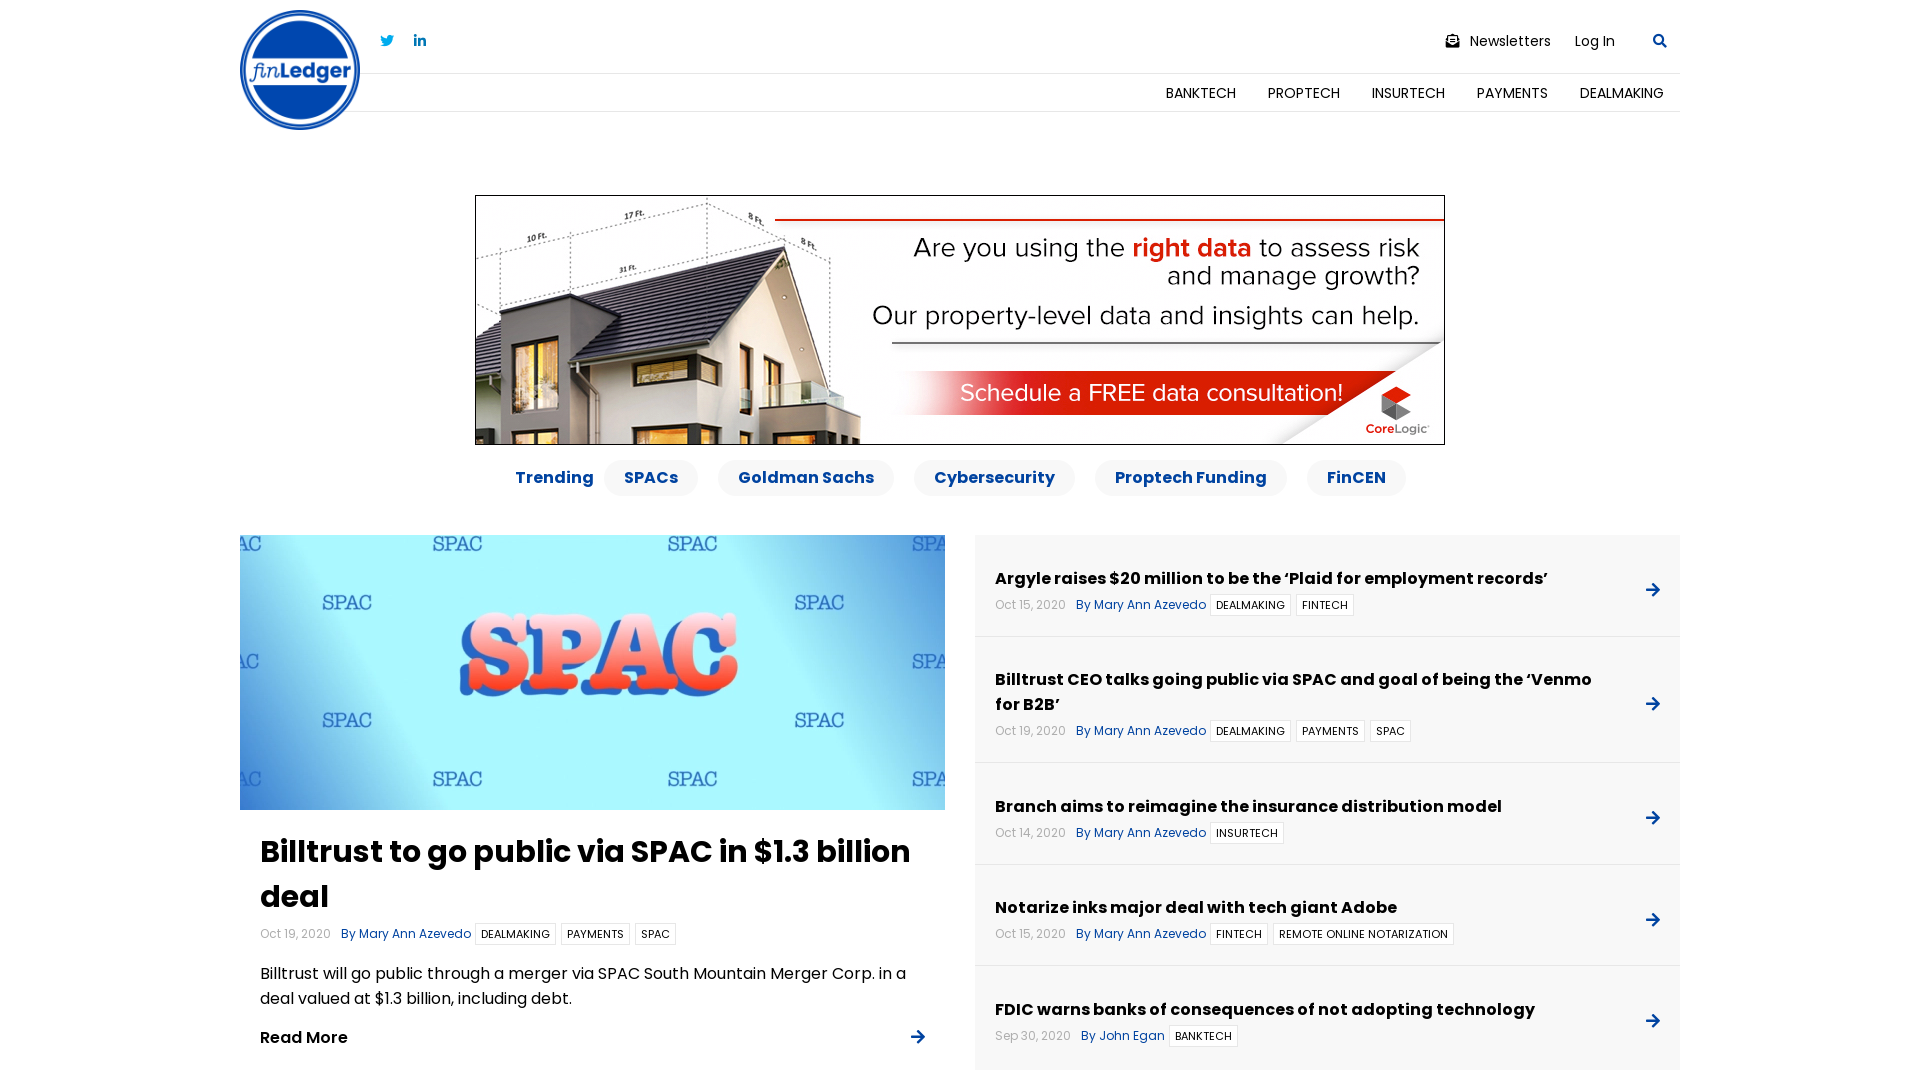 finLedger
Newsletters
Log In
BANKTECH
PROPTECH
INSURTECH
PAYMENTS
DEALMAKING
10 Ft.
17 Ft.
8 Ft.
8 Ft.
31 Ft.
Are you using the right data to assess risk
and manage growth?
Our property-level data and insights can help.
Schedule a FREE data consultation!
CoreLogic
Trending
SPACs
Goldman Sachs
Cybersecurity
Proptech Funding
FinCEN
AC SPAC SPAC SPA
SPAC SPAC
SPAC
AC SPA
SPAC SPAC
AC SPAC SPAC SPA
Billtrust to go public via SPAC in $1.3 billion
deal
Oct 19, 2020 By Mary Ann Azevedo DEALMAKING PAYMENTS SPAC
Billtrust will go public through a merger via SPAC South Mountain Merger Corp. in a
deal valued at $1.3 billion, including debt.
Read More
Argyle raises $20 million to be the ‘Plaid for employment records’
Oct 15, 2020 By Mary Ann Azevedo DEALMAKING FINTECH
Billtrust CEO talks going public via SPAC and goal of being the ‘Venmo
for B2B’
Oct 19, 2020 By Mary Ann Azevedo DEALMAKING PAYMENTS SPAC
Branch aims to reimagine the insurance distribution model
Oct 14, 2020 By Mary Ann Azevedo INSURTECH
Notarize inks major deal with tech giant Adobe
Oct 15, 2020 By Mary Ann Azevedo FINTECH REMOTE ONLINE NOTARIZATION
FDIC warns banks of consequences of not adopting technology
Sep 30, 2020 By John Egan BANKTECH